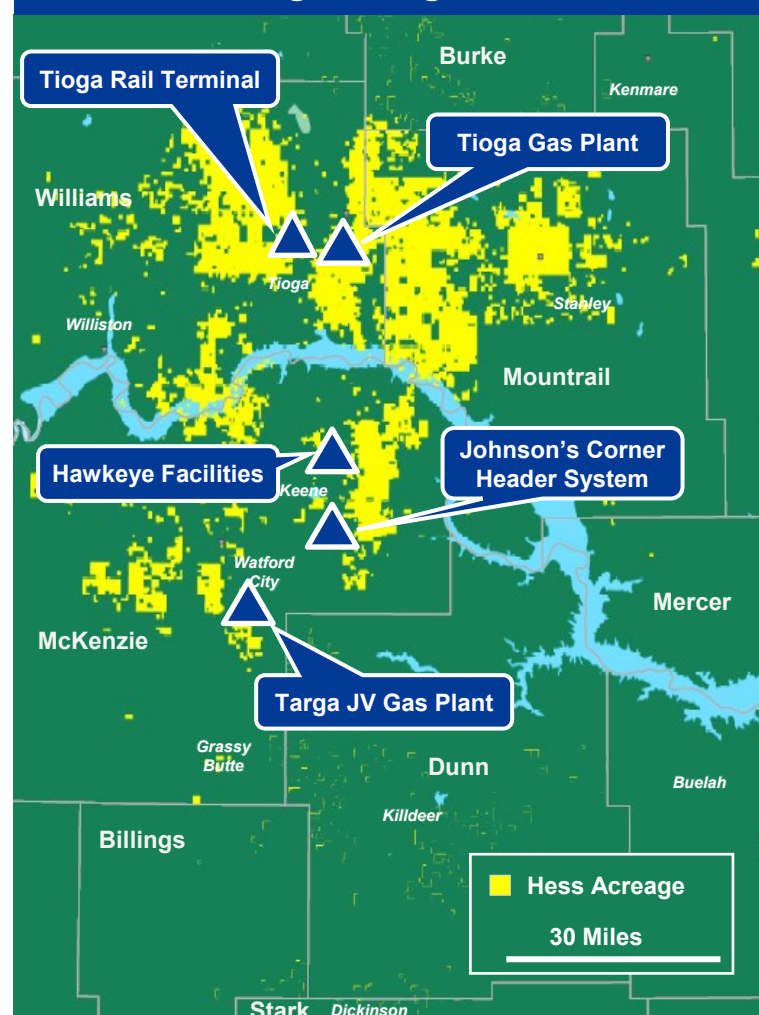 Burke
Tioga Rail Terminal
Kenmare
Tioga Gas Plant
Williams
Tioga
Stanley
Williston
Mountrail
Johnson's Corner
Header System
Hawkeye Facilities
Keene
Watford
City
Mercer
McKenzie
Targa JV Gas Plant
Grassy
Butte
Dunn
Buelah
Killdeer
Billings
Hess Acreage
30 Miles
Stark
Dickinson